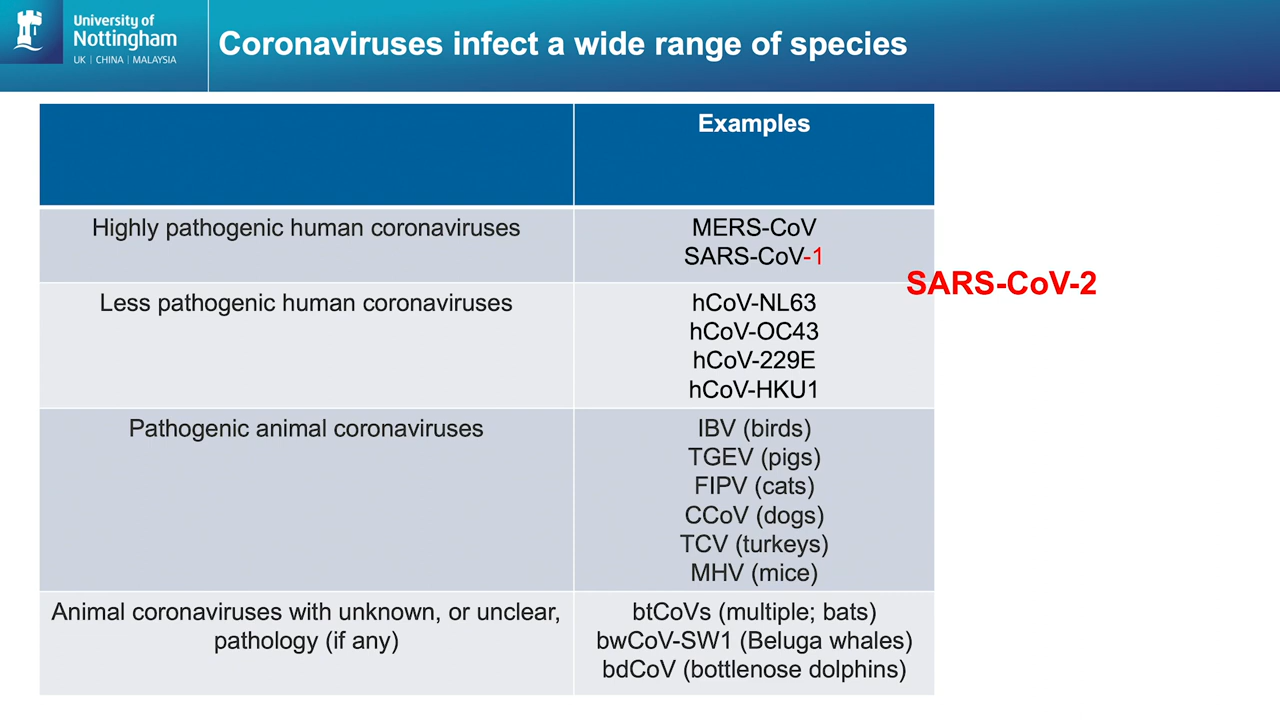 University of
Nottingham
UK | CHINA | MALAYSIA
Coronaviruses infect a wide range of species
Examples
Highly pathogenic human coronaviruses
MERS-CoV
SARS-CoV-1
SARS-CoV-2
Less pathogenic human coronaviruses
hCoV-NL63
hCoV-OC43
hCoV-229E
hCoV-HKU1
Pathogenic animal coronaviruses
IBV (birds)
TGEV (pigs)
FIPV (cats)
CCoV (dogs)
TCV (turkeys)
MHV (mice)
Animal coronaviruses with unknown, or unclear,
pathology (if any)
btCoVs (multiple; bats)
bwCoV-SW1 (Beluga whales)
bdCoV (bottlenose dolphins)